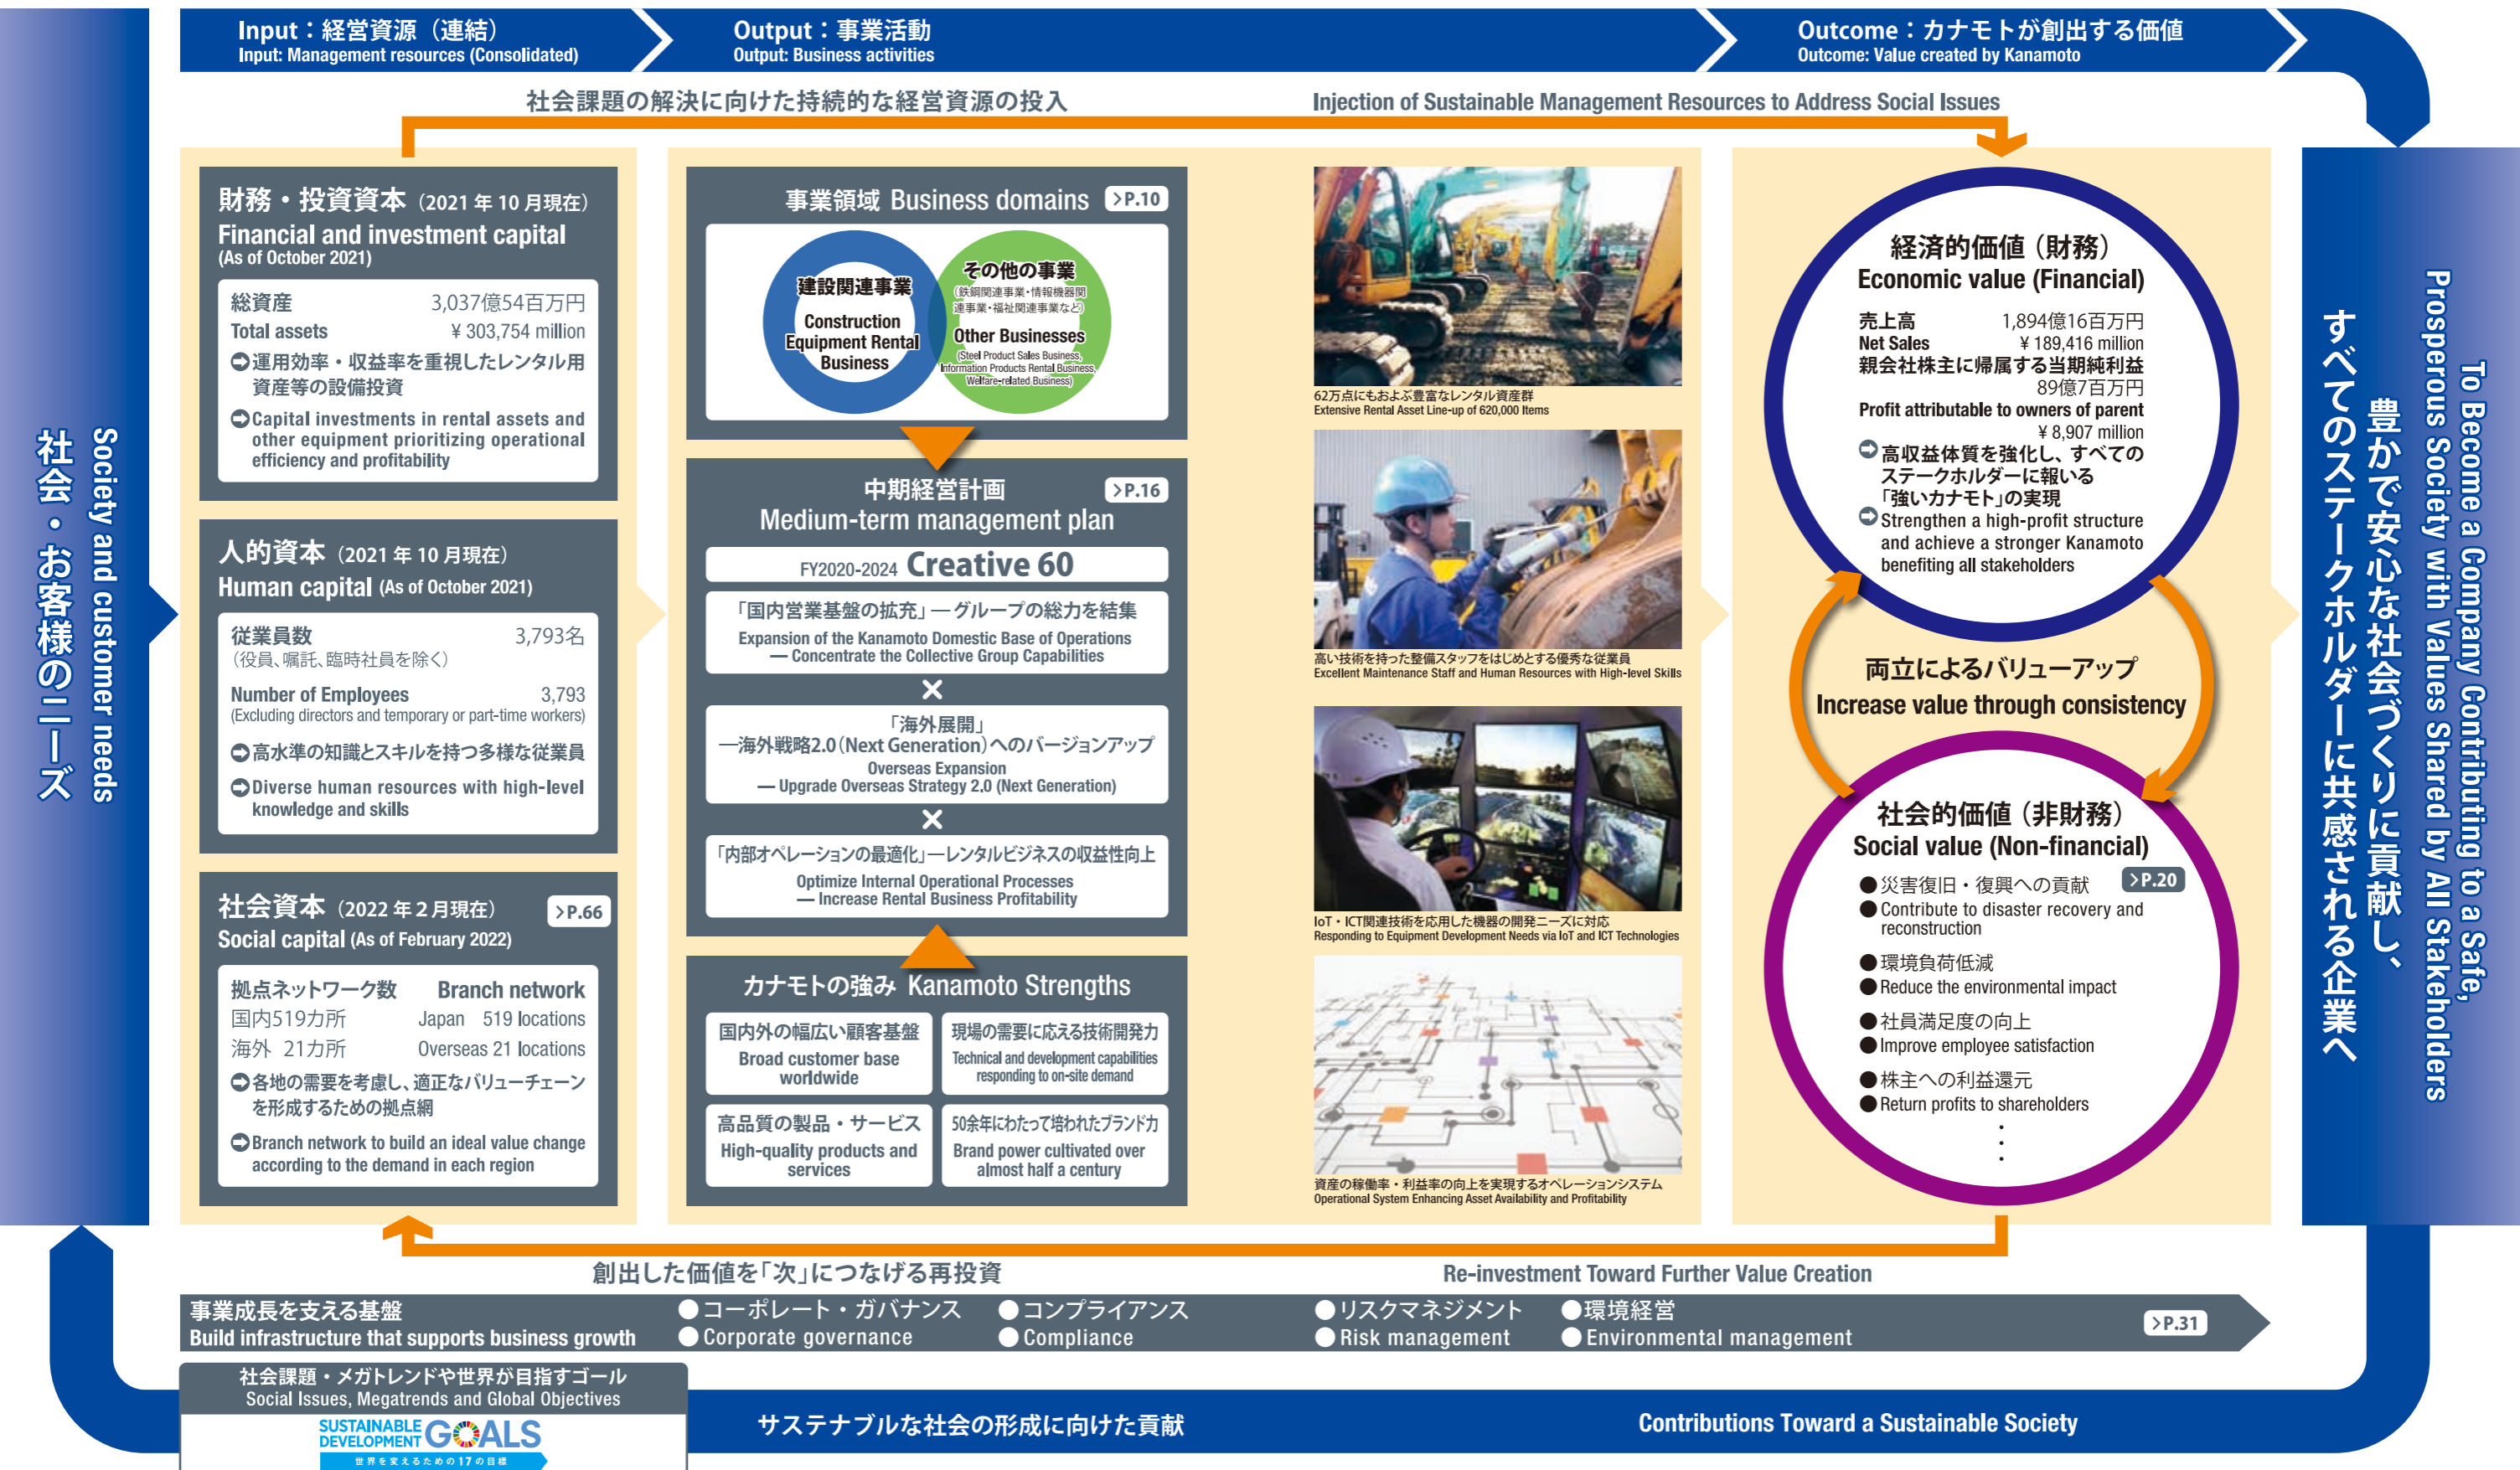 Input：経営資源（連結）
Input: Management resources (Consolidated)
Output：事業活動
Output: Business activities
Outcome：カナモトが創出する価値
Outcome: Value created by Kanamoto
社会課題の解決に向けた持続的な経営資源の投入
Injection of Sustainable Management Resources to Address Social Issues
社会・お客様のニーズ
Society and customer needs
財務・投資資本（2021年10月現在）
Financial and investment capital
(As of October 2021)
総資産 3,037億54百万円
Total assets ¥ 303,754 million
運用効率・収益率を重視したレンタル用
資産等の設備投資
Capital investments in rental assets and
other equipment prioritizing operational
efficiency and profitability
人的資本（2021年10月現在）
Human capital (As of October 2021)
従業員数 3,793名
（役員、嘱託、臨時社員を除く）
Number of Employees 3,793
(Excluding directors and temporary or part-time workers)
高水準の知識とスキルを持つ多様な従業員
Diverse human resources with high-level
knowledge and skills
社会資本（2022年2月現在） >P.66
Social capital (As of February 2022)
拠点ネットワーク数 Branch network
国内519カ所 Japan 519 locations
海外 21カ所 Overseas 21 locations
各地の需要を考慮し、適正なバリューチェーン
を形成するための拠点網
Branch network to build an ideal value change
according to the demand in each region
事業領域 Business domains >P.10
建設関連事業
Construction
Equipment Rental
Business
その他の事業
（鉄鋼関連事業・情報機器関
連事業・福祉関連事業など）
Other Businesses
(Steel Product Sales Business,
Information Products Rental Business,
Welfare-related Business)
中期経営計画 >P.16
Medium-term management plan
FY2020-2024 Creative 60
「国内営業基盤の拡充」―グループの総力を結集
Expansion of the Kanamoto Domestic Base of Operations
— Concentrate the Collective Group Capabilities
×
「海外展開」
―海外戦略2.0（Next Generation）へのバージョンアップ
Overseas Expansion
— Upgrade Overseas Strategy 2.0 (Next Generation)
×
「内部オペレーションの最適化」―レンタルビジネスの収益性向上
Optimize Internal Operational Processes
— Increase Rental Business Profitability
カナモトの強み Kanamoto Strengths
国内外の幅広い顧客基盤
Broad customer base
worldwide
現場の需要に応える技術開発力
Technical and development capabilities
responding to on-site demand
高品質の製品・サービス
High-quality products and
services
50余年にわたって培われたブランド力
Brand power cultivated over
almost half a century
62万点にもおよぶ豊富なレンタル資産群
Extensive Rental Asset Line-up of 620,000 Items
高い技術を持った整備スタッフをはじめとする優秀な従業員
Excellent Maintenance Staff and Human Resources with High-level Skills
IoT・ICT関連技術を応用した機器の開発ニーズに対応
Responding to Equipment Development Needs via IoT and ICT Technologies
資産の稼働率・利益率の向上を実現するオペレーションシステム
Operational System Enhancing Asset Availability and Profitability
経済的価値（財務）
Economic value (Financial)
売上高 1,894億16百万円
Net Sales ¥ 189,416 million
親会社株主に帰属する当期純利益
89億7百万円
Profit attributable to owners of parent
¥ 8,907 million
高収益体質を強化し、すべての
ステークホルダーに報いる
「強いカナモト」の実現
Strengthen a high-profit structure
and achieve a stronger Kanamoto
benefiting all stakeholders
両立によるバリューアップ
Increase value through consistency
社会的価値（非財務）
Social value (Non-financial)
>P.20
●災害復旧・復興への貢献
●Contribute to disaster recovery and
reconstruction
●環境負荷低減
●Reduce the environmental impact
●社員満足度の向上
●Improve employee satisfaction
●株主への利益還元
●Return profits to shareholders
豊かで安心な社会づくりに貢献し、
すべてのステークホルダーに共感される企業へ
To Become a Company Contributing to a Safe,
Prosperous Society with Values Shared by All Stakeholders
創出した価値を「次」につなげる再投資
Re-investment Toward Further Value Creation
事業成長を支える基盤
Build infrastructure that supports business growth
●コーポレート・ガバナンス
●Corporate governance
●コンプライアンス
●Compliance
●リスクマネジメント
●Risk management
●環境経営
●Environmental management
>P.31
社会課題・メガトレンドや世界が目指すゴール
Social Issues, Megatrends and Global Objectives
SUSTAINABLE
DEVELOPMENT GOALS
世界を変えるための17の目標
サステナブルな社会の形成に向けた貢献
Contributions Toward a Sustainable Society